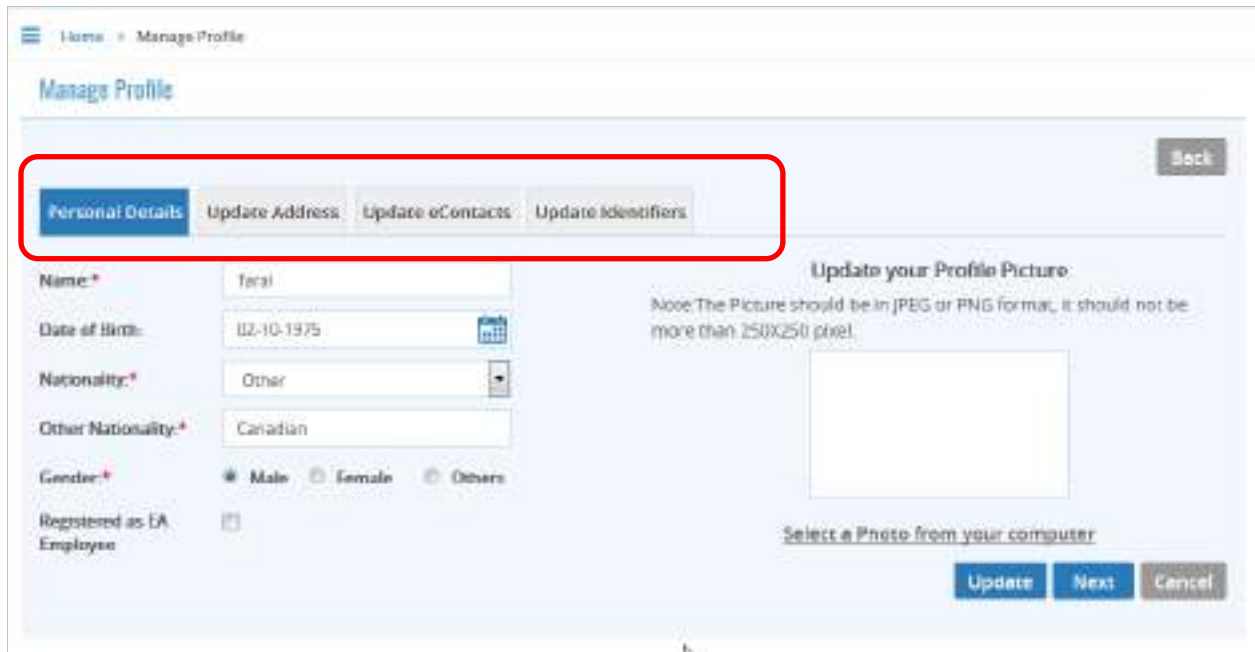 Home Manage Profile
Manage Profile
Back
Personal Details Update Address Update eContacts Update Identifiers
Name:*
Date of Birth: 02-10-1975
Nationality:* Other
Other Nationality:* Canadian
Gender:* Male Female Others
Registered as EA
Employee
Update your Profile Picture
Note:The Picture should be in JPEG or PNG format, it should not be
more than 250X250 pixel.
Select a Photo from your computer
Update Next Cancel